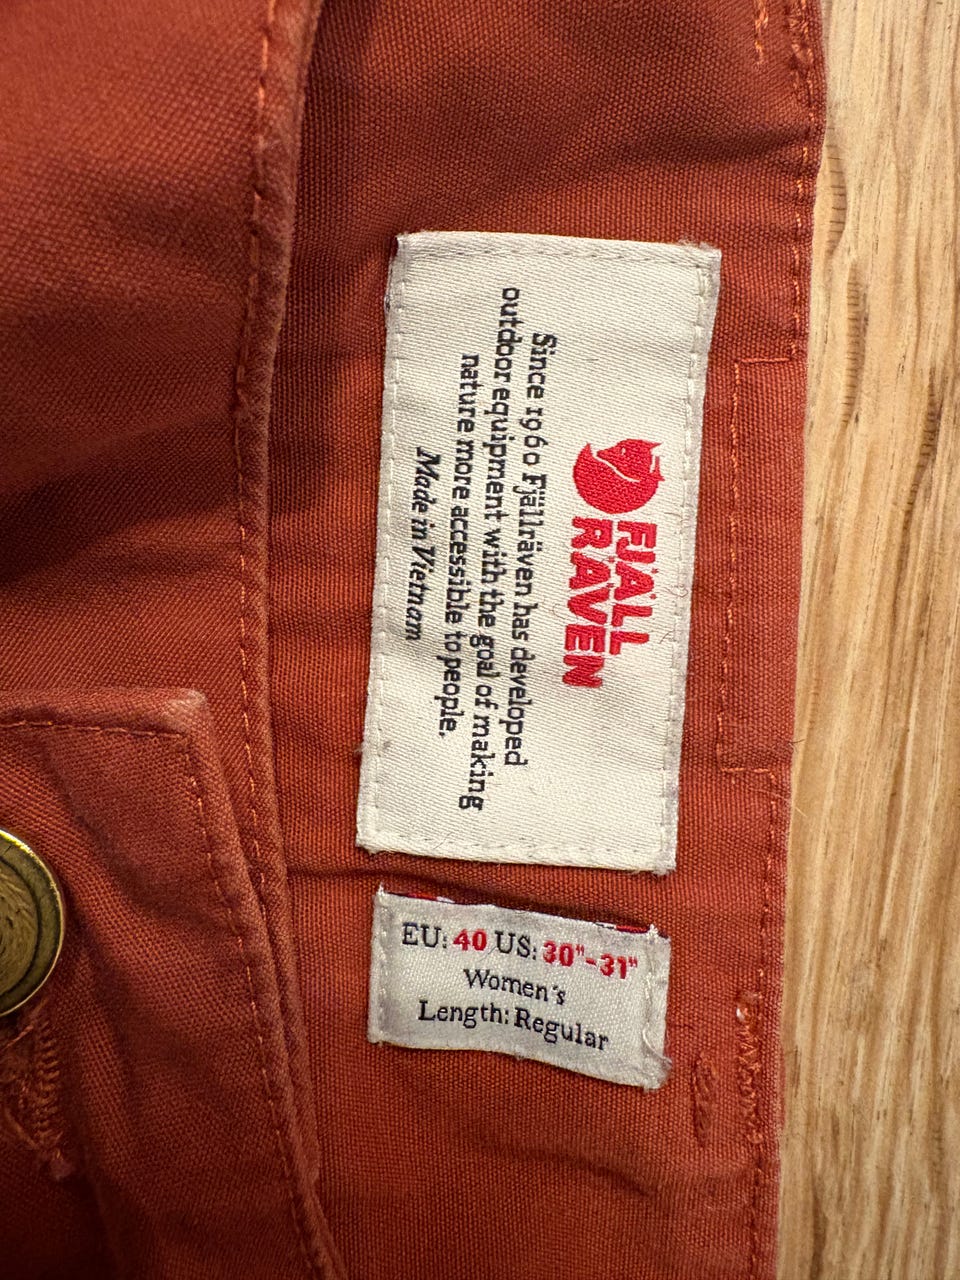 FJÄLL
RÄVEN
Since 1960 Fjällräven has developed
outdoor equipment with the goal of making
nature more accessible to people.
Made in Vietnam
EU: 40 US: 30"-31"
Women's
Length: Regular